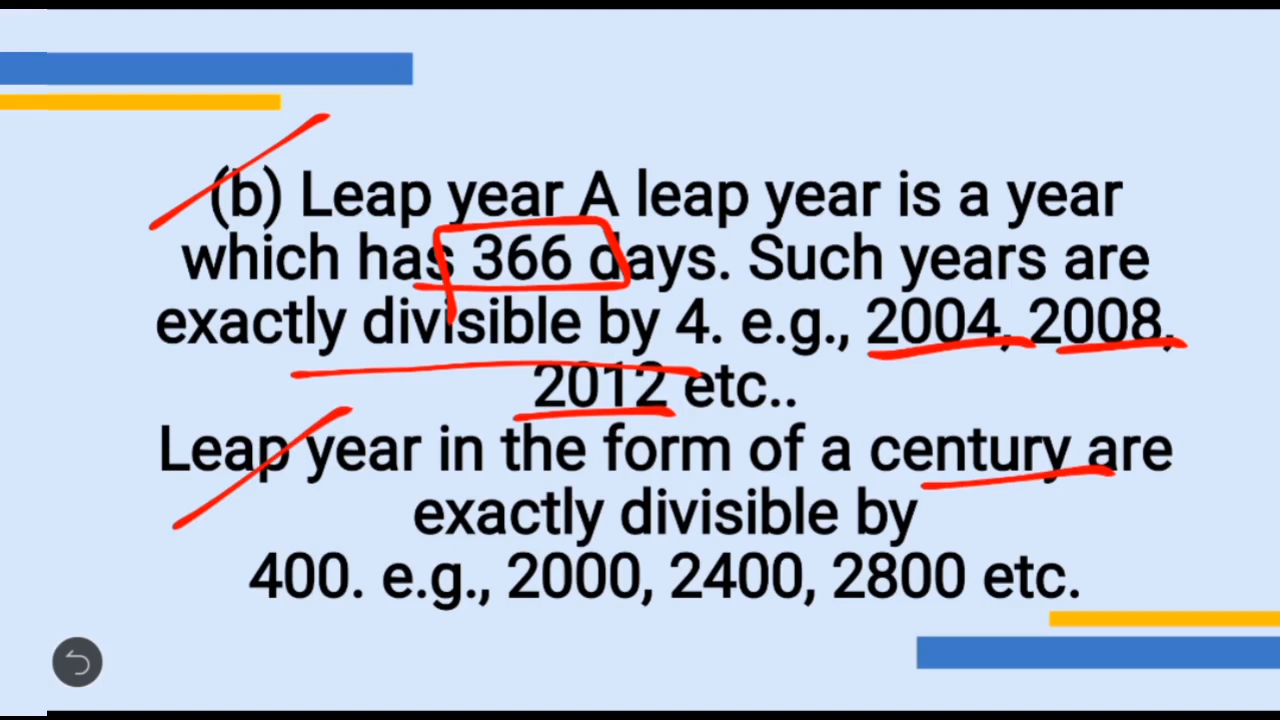 (b) Leap year A leap year is a year
which has 366 days. Such years are
exactly divisible by 4. e.g., 2004, 2008,
2012 etc..
Leap year in the form of a century are
exactly divisible by
400. e.g., 2000, 2400, 2800 etc.